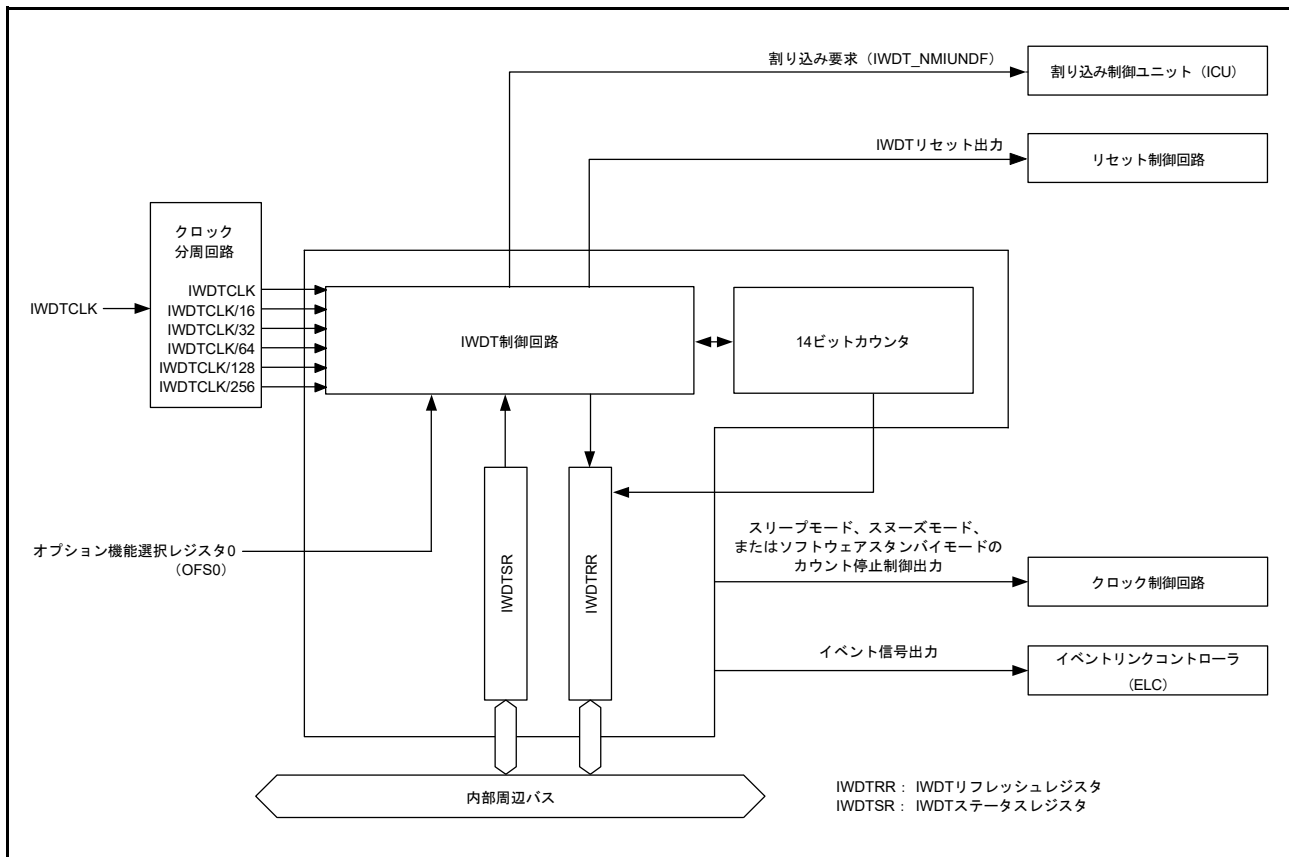 割り込み要求（IWDT_NMIUNDF）
割り込み制御ユニット（ICU）
IWDTリセット出力
リセット制御回路
クロック
分周回路
IWDTCLK
IWDTCLK
IWDTCLK/16
IWDTCLK/32
IWDTCLK/64
IWDTCLK/128
IWDTCLK/256
IWDT制御回路
14ビットカウンタ
オプション機能選択レジスタ0
（OFS0）
IWDTSR
IWDTRR
スリープモード、スヌーズモード、
またはソフトウェアスタンバイモードの
カウント停止制御出力
クロック制御回路
イベント信号出力
イベントリンクコントローラ
（ELC）
内部周辺バス
IWDTRR： IWDTリフレッシュレジスタ
IWDTSR： IWDTステータスレジスタ